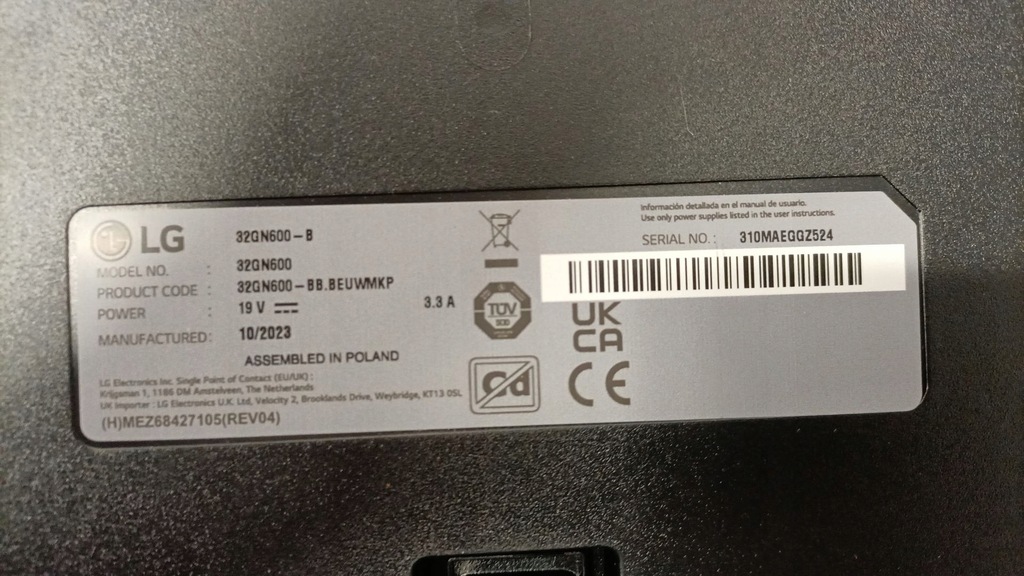 LG 32GN600-B
MODEL NO. : 32GN600
PRODUCT CODE : 32GN600-BB.BEUWMKP
POWER : 19 V ⎓ 3.3 A
MANUFACTURED: 10/2023
ASSEMBLED IN POLAND
LG Electronics Inc. Single Point of Contact (EU/UK) :
Krijgsman 1, 1186 DM Amstelveen, The Netherlands
UK Importer : LG Electronics U.K. Ltd, Velocity 2, Brooklands Drive, Weybridge, KT13 0SL
(H)MEZ68427105(REV04)
TÜV
SÜD
Cd
Información detallada en el manual de usuario.
Use only power supplies listed in the user instructions.
SERIAL NO. : 310MAEGGZ524
UK
CA
CE